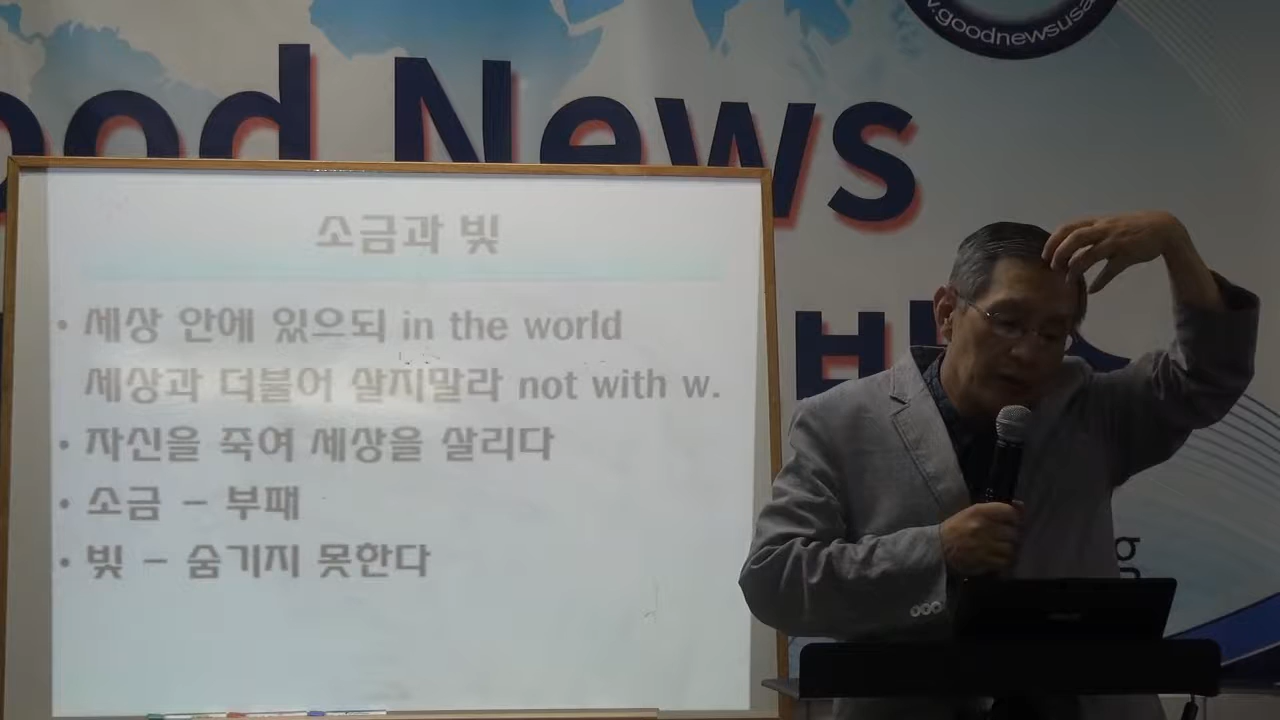 .goodnewsusa
ood News
소금과 빛
• 세상 안에 있으되 in the world
세상과 더불어 살지말라 not with w.
• 자신을 죽여 세상을 살리다
• 소금 – 부패
• 빛 – 숨기지 못한다
g